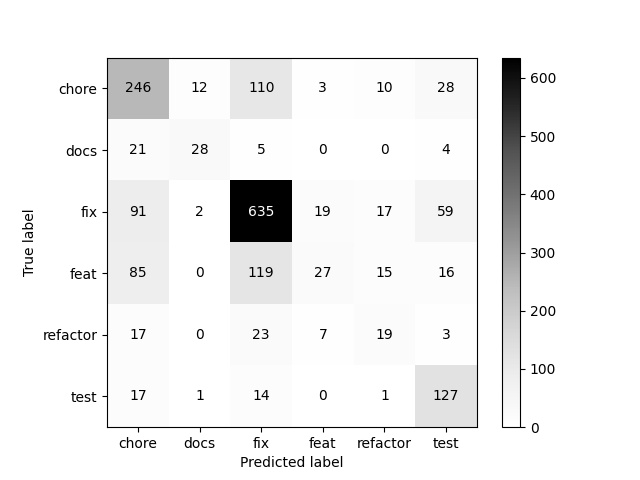 chore 246 12 110 3 10 28
docs 21 28 5 0 0 4
fix 91 2 635 19 17 59
feat 85 0 119 27 15 16
refactor 17 0 23 7 19 3
test 17 1 14 0 1 127
chore docs fix feat refactor test
Predicted label
True label
600
500
400
300
200
100
0